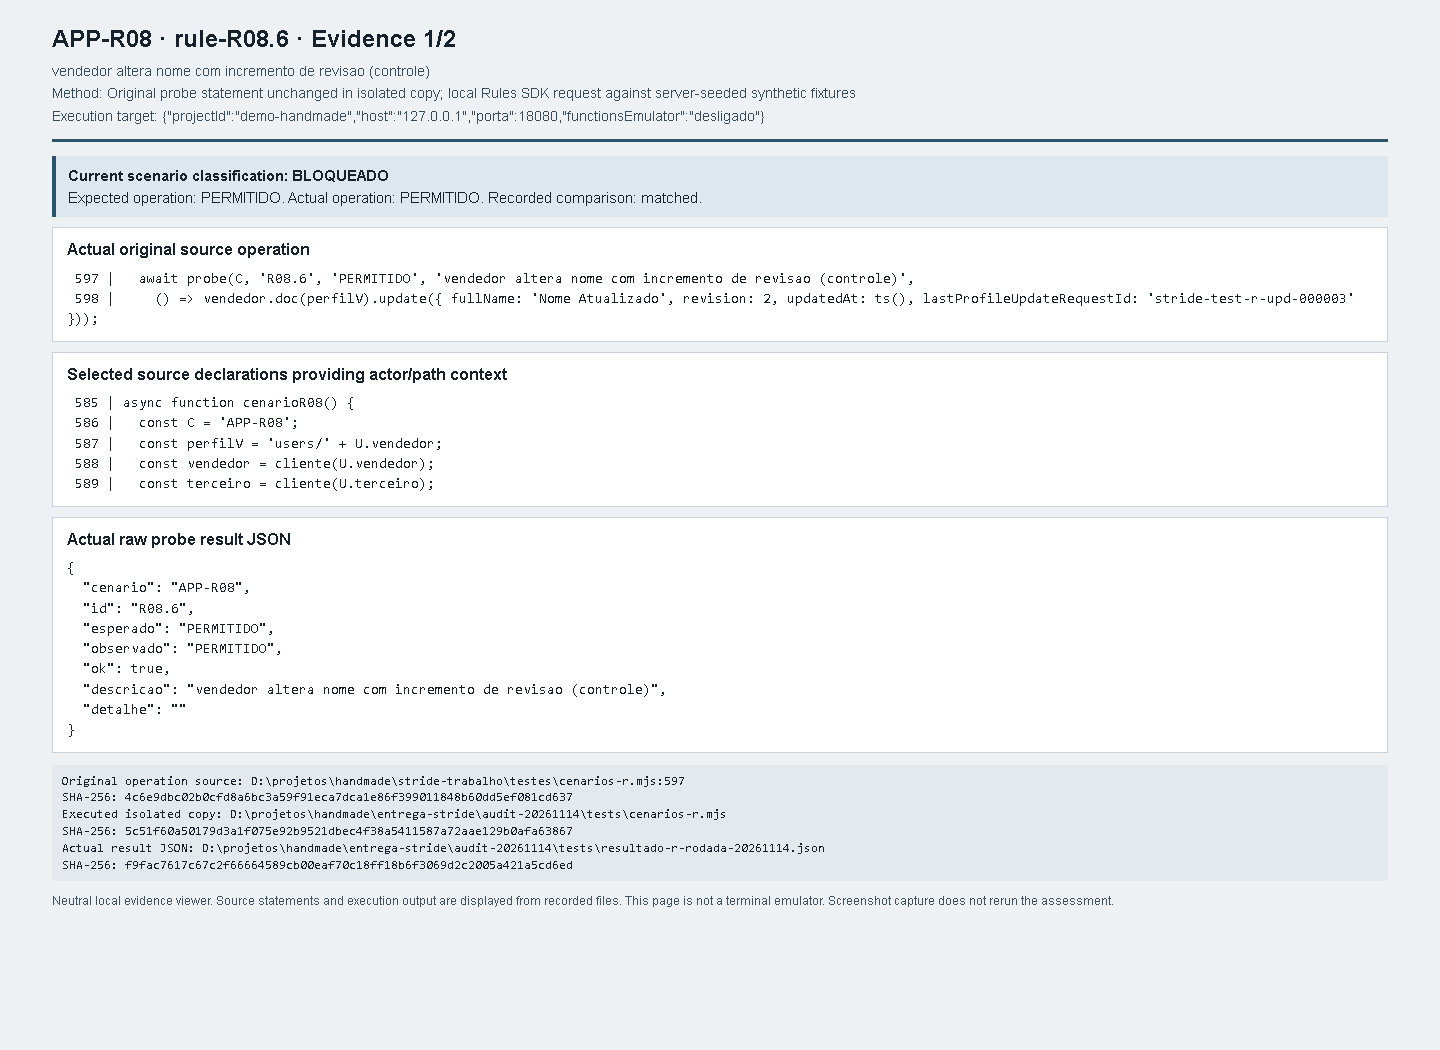 APP-R08 · rule-R08.6 · Evidence 1/2
vendedor altera nome com incremento de revisao (controle)
Method: Original probe statement unchanged in isolated copy; local Rules SDK request against server-seeded synthetic fixtures
Execution target: {"projectId":"demo-handmade","host":"127.0.0.1","porta":18080,"functionsEmulator":"desligado"}
Current scenario classification: BLOQUEADO
Expected operation: PERMITIDO. Actual operation: PERMITIDO. Recorded comparison: matched.
Actual original source operation
597 |   await probe(C, 'R08.6', 'PERMITIDO', 'vendedor altera nome com incremento de revisao (controle)',
598 |     () => vendedor.doc(perfilV).update({ fullName: 'Nome Atualizado', revision: 2, updatedAt: ts(), lastProfileUpdateRequestId: 'stride-test-r-upd-000003'
}));
Selected source declarations providing actor/path context
585 | async function cenarioR08() {
586 |   const C = 'APP-R08';
587 |   const perfilV = 'users/' + U.vendedor;
588 |   const vendedor = cliente(U.vendedor);
589 |   const terceiro = cliente(U.terceiro);
Actual raw probe result JSON
{
  "cenario": "APP-R08",
  "id": "R08.6",
  "esperado": "PERMITIDO",
  "observado": "PERMITIDO",
  "ok": true,
  "descricao": "vendedor altera nome com incremento de revisao (controle)",
  "detalhe": ""
}
Original operation source: D:\projetos\handmade\stride-trabalho\testes\cenarios-r.mjs:597
SHA-256: 4c6e9dbc02b0cfd8a6bc3a59f91eca7dca1e86f399011848b60dd5ef081cd637
Executed isolated copy: D:\projetos\handmade\entrega-stride\audit-20261114\tests\cenarios-r.mjs
SHA-256: 5c51f60a50179d3a1f075e92b9521dbec4f38a5411587a72aae129b0afa63867
Actual result JSON: D:\projetos\handmade\entrega-stride\audit-20261114\tests\resultado-r-rodada-20261114.json
SHA-256: f9fac7617c67c2f66664589cb00eaf70c18ff18b6f3069d2c2005a421a5cd6ed
Neutral local evidence viewer. Source statements and execution output are displayed from recorded files. This page is not a terminal emulator. Screenshot capture does not rerun the assessment.